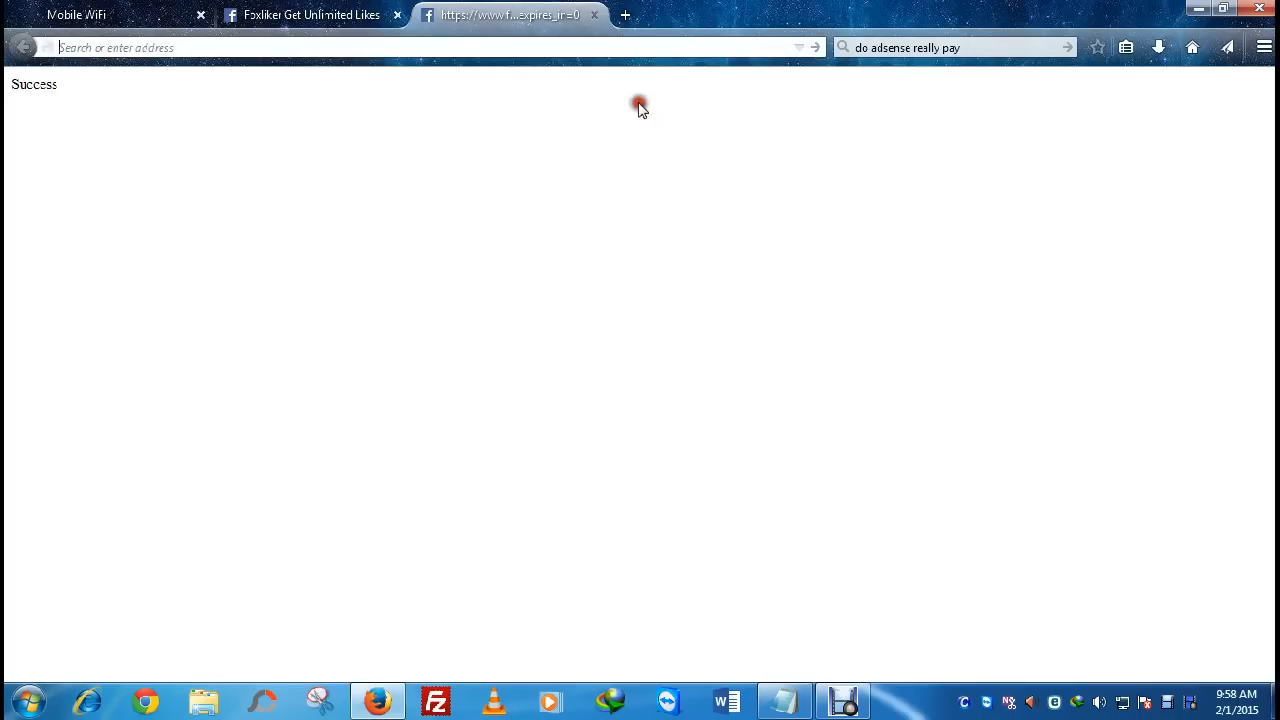 Mobile WiFi
Foxliker Get Unlimited Likes
https://www.f...expires_in=0
Search or enter address
do adsense really pay
Success
9:58 AM
2/1/2015